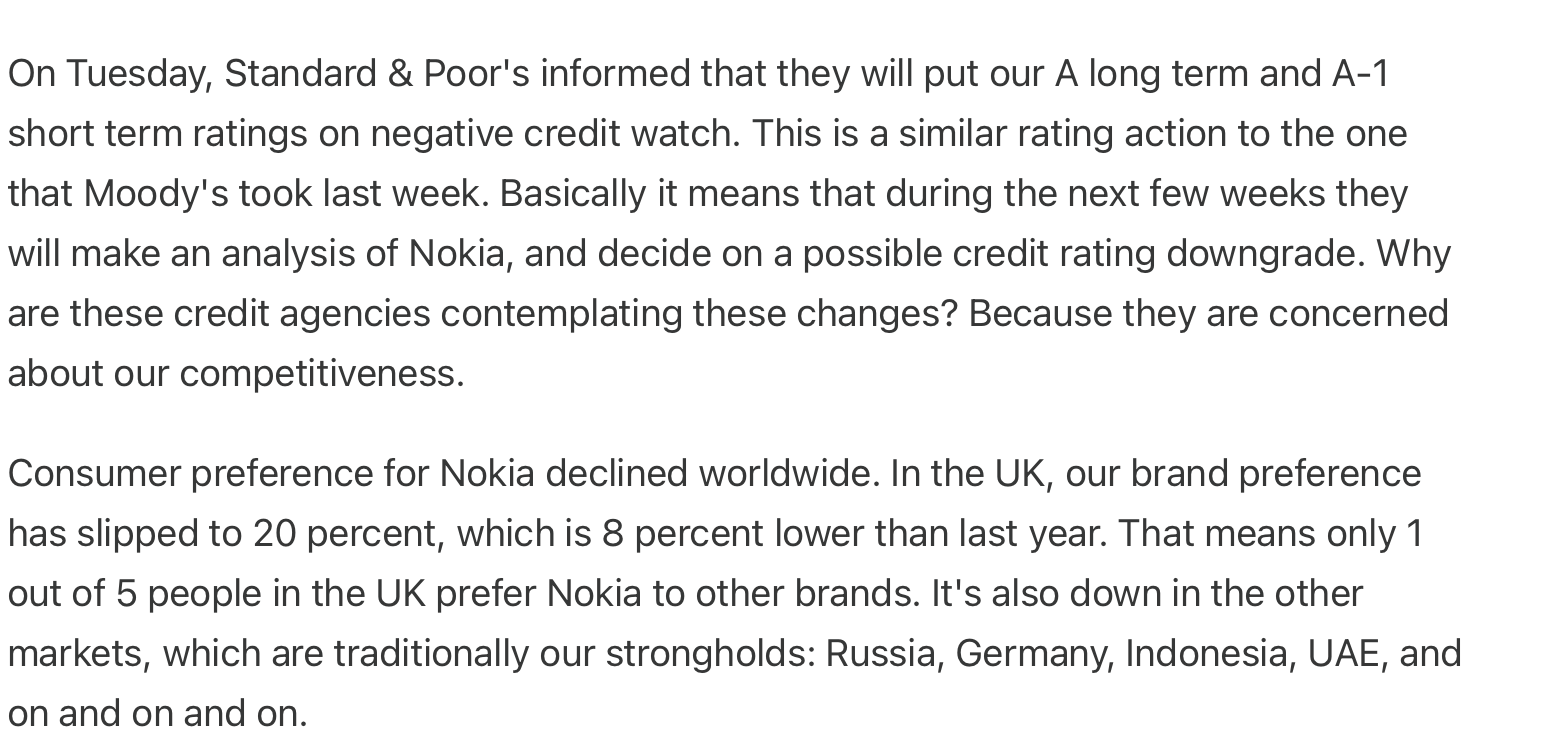 On Tuesday, Standard & Poor's informed that they will put our A long term and A-1
short term ratings on negative credit watch. This is a similar rating action to the one
that Moody's took last week. Basically it means that during the next few weeks they
will make an analysis of Nokia, and decide on a possible credit rating downgrade. Why
are these credit agencies contemplating these changes? Because they are concerned
about our competitiveness.
Consumer preference for Nokia declined worldwide. In the UK, our brand preference
has slipped to 20 percent, which is 8 percent lower than last year. That means only 1
out of 5 people in the UK prefer Nokia to other brands. It's also down in the other
markets, which are traditionally our strongholds: Russia, Germany, Indonesia, UAE, and
on and on and on.